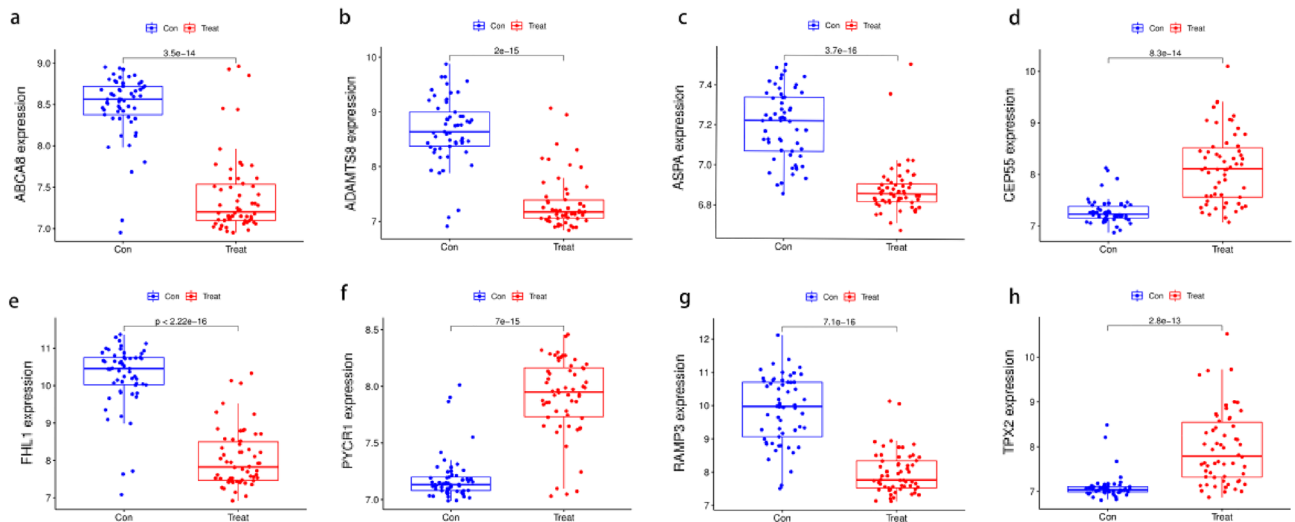 a
Con Treat
3.5e-14
ABCA8 expression
9.0
8.5
8.0
7.5
7.0
Con Treat
b
Con Treat
2e-15
ADAMTS8 expression
10
9
8
7
Con Treat
c
Con Treat
3.7e-16
ASPA expression
7.4
7.2
7.0
6.8
Con Treat
d
Con Treat
8.3e-14
CEP55 expression
10
9
8
7
Con Treat
e
Con Treat
p < 2.22e-16
FHL1 expression
11
10
9
8
7
Con Treat
f
Con Treat
7e-15
PYCR1 expression
8.5
8.0
7.5
7.0
Con Treat
g
Con Treat
7.1e-16
RAMP3 expression
12
11
10
9
8
7
Con Treat
h
Con Treat
2.8e-13
TPX2 expression
10
9
8
7
Con Treat